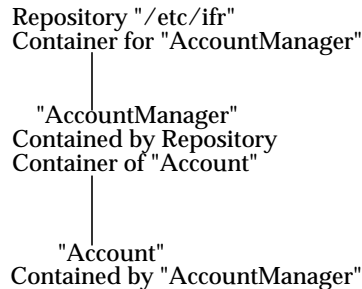 Repository "/etc/ifr"
Container for "AccountManager"
"AccountManager"
Contained by Repository
Container of "Account"
"Account"
Contained by "AccountManager"